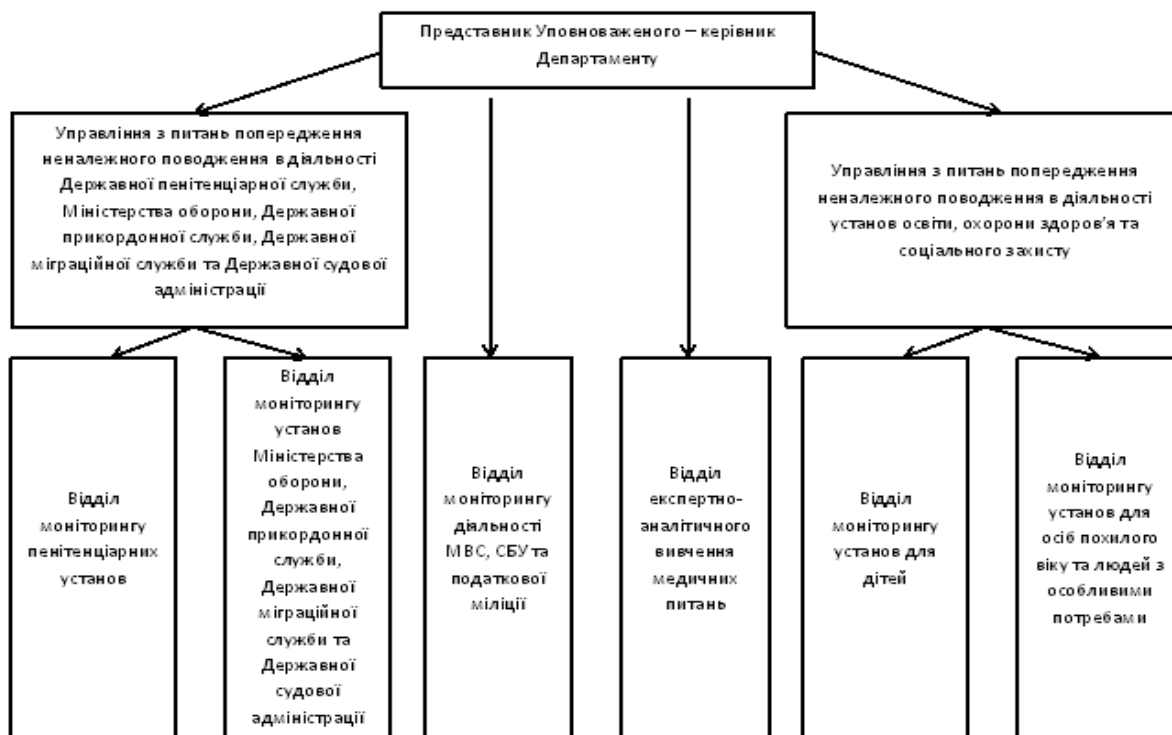 Представник Уповноваженого – керівник
Департаменту
Управління з питань попередження
неналежного поводження в діяльності
Державної пенітенціарної служби,
Міністерства оборони, Державної
прикордонної служби, Державної
міграційної служби та Державної судової
адміністрації
Управління з питань попередження
неналежного поводження в діяльності
установ освіти, охорони здоров'я та
соціального захисту
Відділ
моніторингу
пенітенціарних
установ
Відділ
моніторингу
установ
Міністерства
оборони,
Державної
прикордонної
служби,
Державної
міграційної
служби та
Державної
судової
адміністрації
Відділ
моніторингу
діяльності
МВС, СБУ та
податкової
міліції
Відділ
експертно-
аналітичного
вивчення
медичних
питань
Відділ
моніторингу
установ для
дітей
Відділ
моніторингу
установ для
осіб похилого
віку та людей з
особливими
потребами